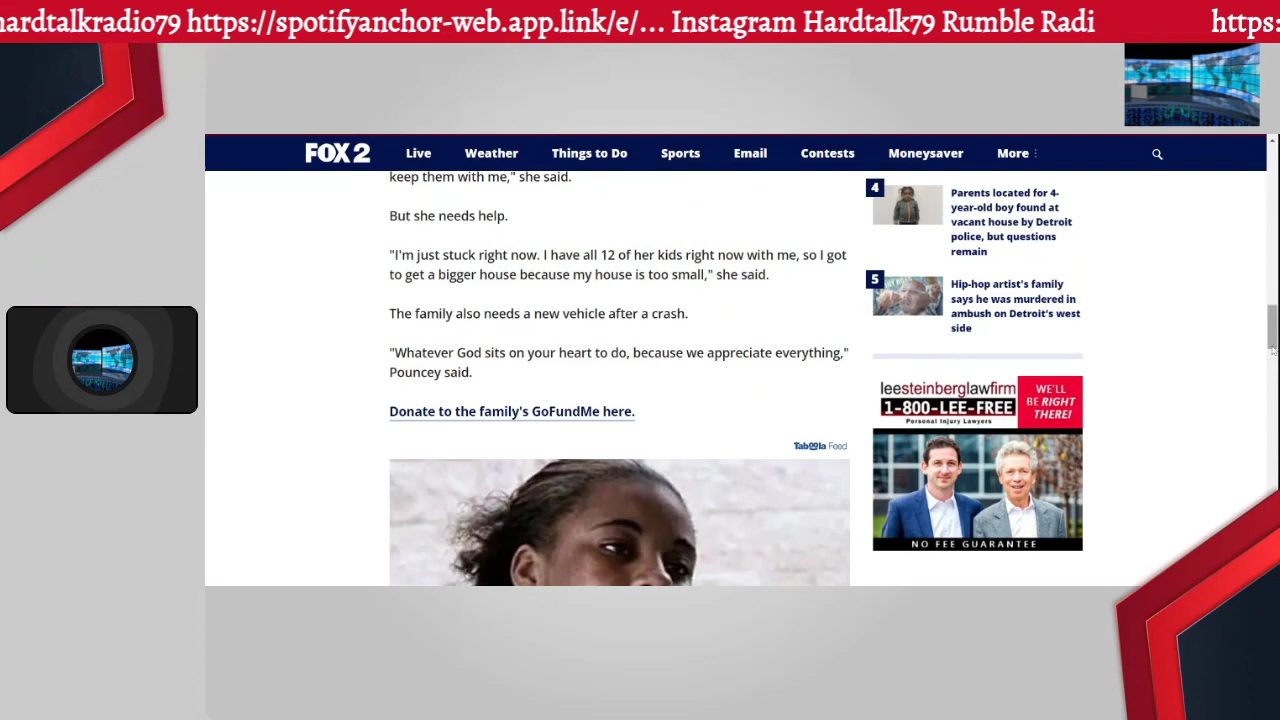 hardtalkradio79 https://spotifyanchor-web.app.link/e/... Instagram Hardtalk79 Rumble Radi https:
FOX 2 Live Weather Things to Do Sports Email Contests Moneysaver More
keep them with me," she said.
But she needs help.
"I'm just stuck right now. I have all 12 of her kids right now with me, so I got
to get a bigger house because my house is too small," she said.
The family also needs a new vehicle after a crash.
"Whatever God sits on your heart to do, because we appreciate everything,"
Pouncey said.
Donate to the family's GoFundMe here.
Taboola Feed
4
Parents located for 4-
year-old boy found at
vacant house by Detroit
police, but questions
remain
5
Hip-hop artist's family
says he was murdered in
ambush on Detroit's west
side
leesteinberglawfirm
1-800-LEE-FREE
Personal Injury Lawyers
WE'LL
BE RIGHT
THERE!
NO FEE GUARANTEE